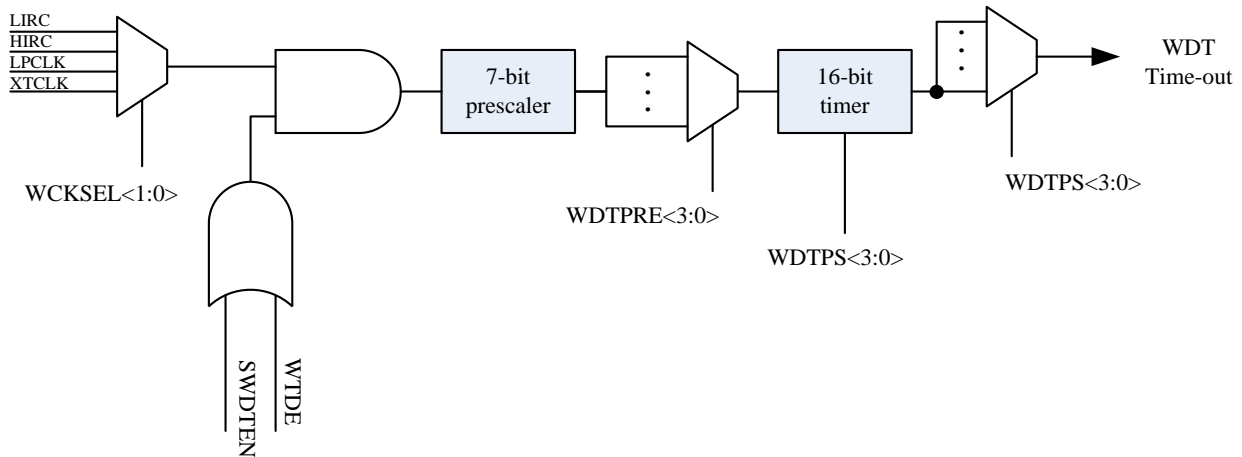 LIRC
HIRC
LPCLK
XTCLK
WCKSEL<1:0>
SWDTEN
WTDE
7-bit
prescaler
WDTPRE<3:0>
16-bit
timer
WDTPS<3:0>
WDTPS<3:0>
WDT
Time-out